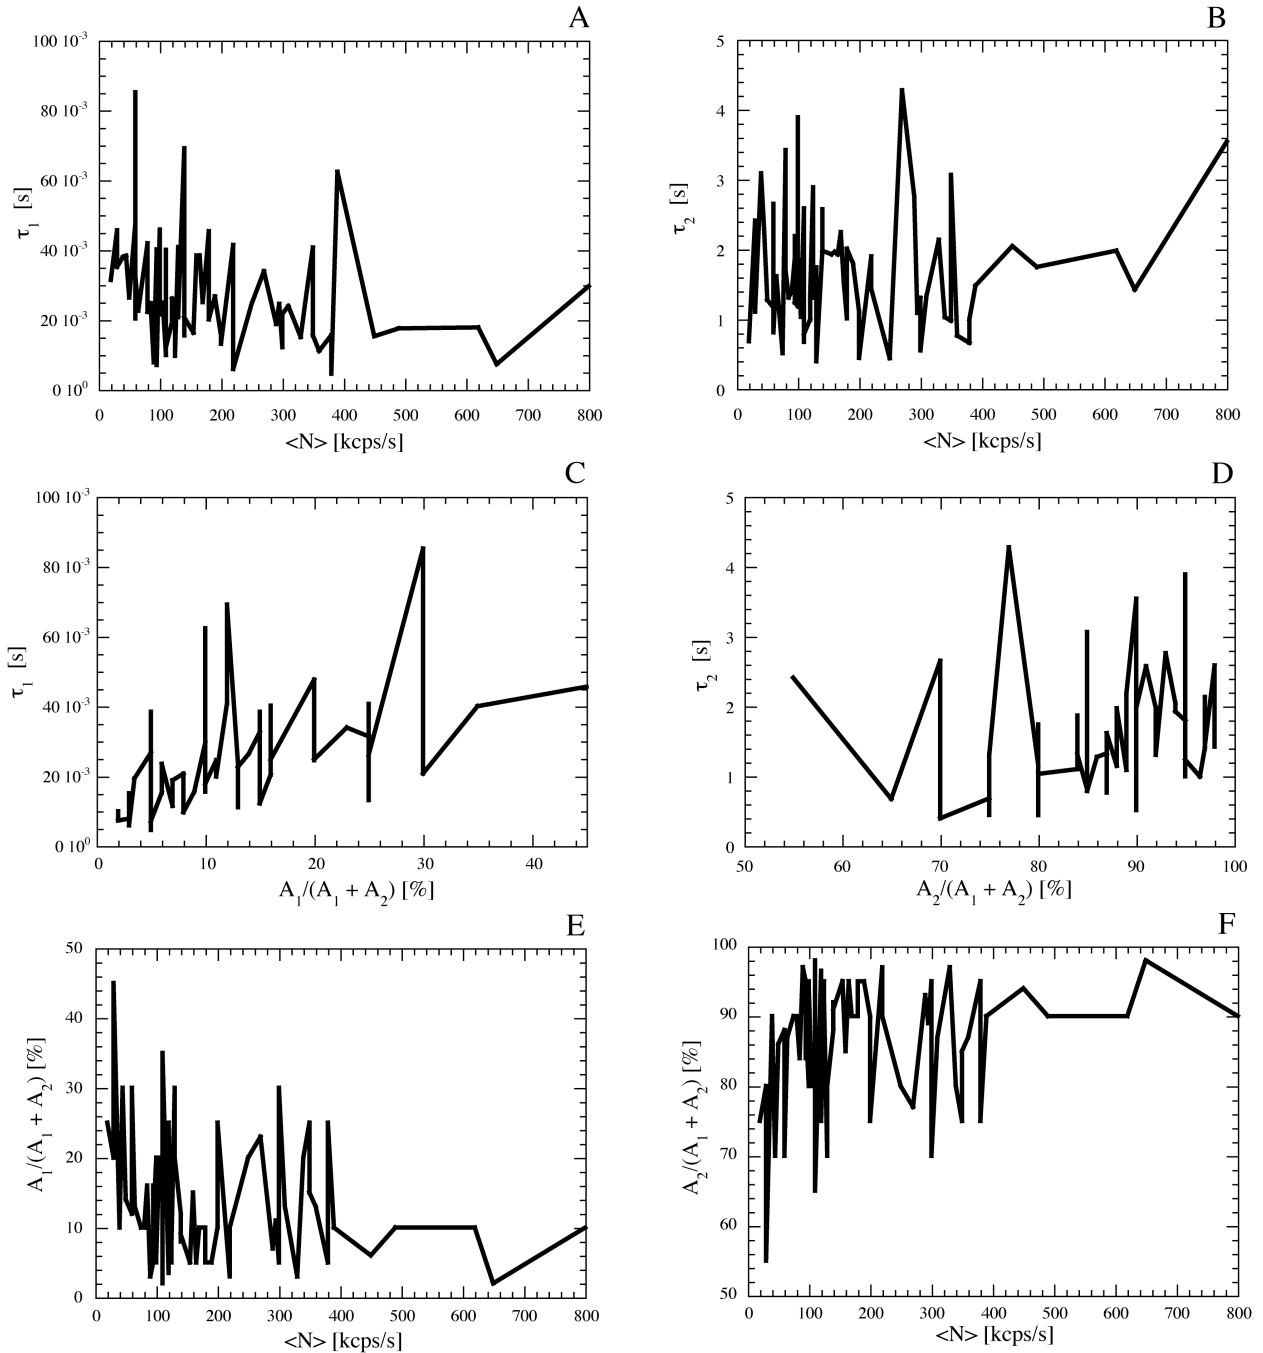 A
100 10⁻³
80 10⁻³
60 10⁻³
40 10⁻³
20 10⁻³
0 10⁰
τ₁ [s]
0 100 200 300 400 500 600 700 800
<N> [kcps/s]
B
5
4
3
2
1
0
τ₂ [s]
0 100 200 300 400 500 600 700 800
<N> [kcps/s]
C
100 10⁻³
80 10⁻³
60 10⁻³
40 10⁻³
20 10⁻³
0 10⁰
τ₁ [s]
0 10 20 30 40
A₁/(A₁ + A₂) [%]
D
5
4
3
2
1
0
τ₂ [s]
50 60 70 80 90 100
A₂/(A₁ + A₂) [%]
E
50
40
30
20
10
0
A₁/(A₁ + A₂) [%]
0 100 200 300 400 500 600 700 800
<N> [kcps/s]
F
100
90
80
70
60
50
A₂/(A₁ + A₂) [%]
0 100 200 300 400 500 600 700 800
<N> [kcps/s]